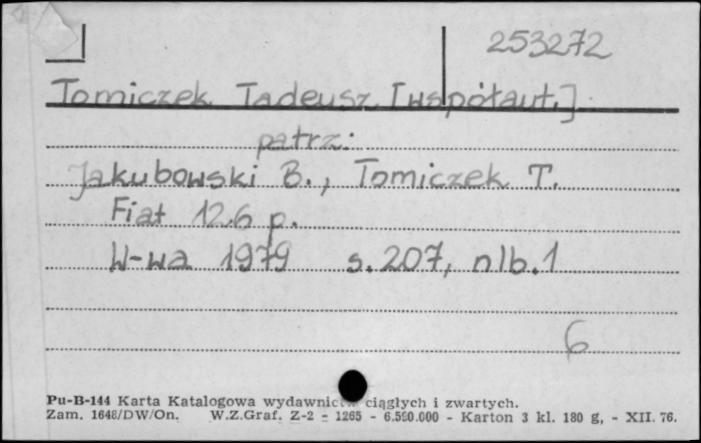 253272
Tomiczek Tadeusz [współaut.]
patrz:
Jakubowski B., Tomiczek T.
Fiat 126 p.
W-wa 1979 s. 207, nlb. 1
6
Pu-B-144 Karta Katalogowa wydawnictw ciągłych i zwartych.
Zam. 1648/DW/On. W.Z.Graf. Z-2 - 1265 - 6.590.000 - Karton 3 kl. 180 g, - XII. 76.